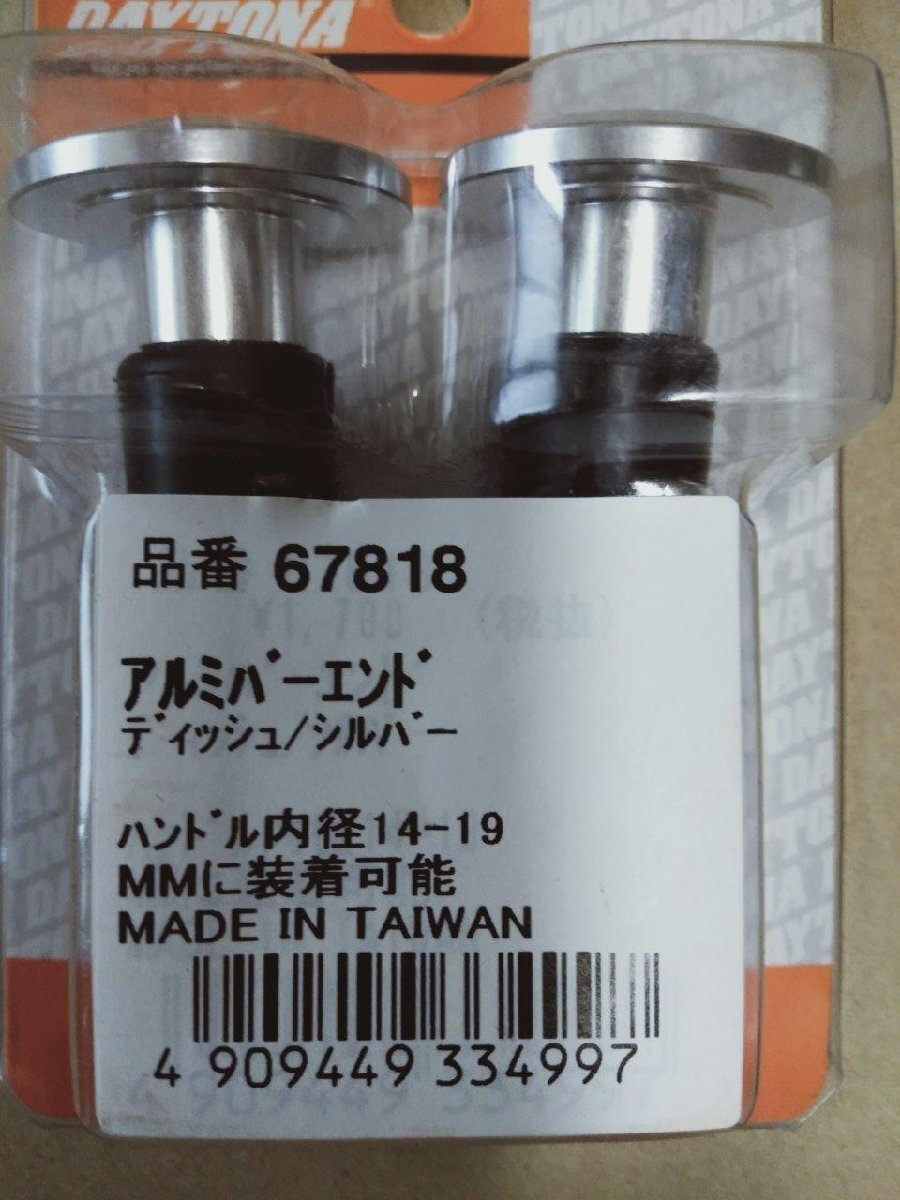 DAYTONA
品番 67818
アルミバーエンド
ディッシュ/シルバー
ハンドル内径14-19
MMに装着可能
MADE IN TAIWAN
4 909449 334997